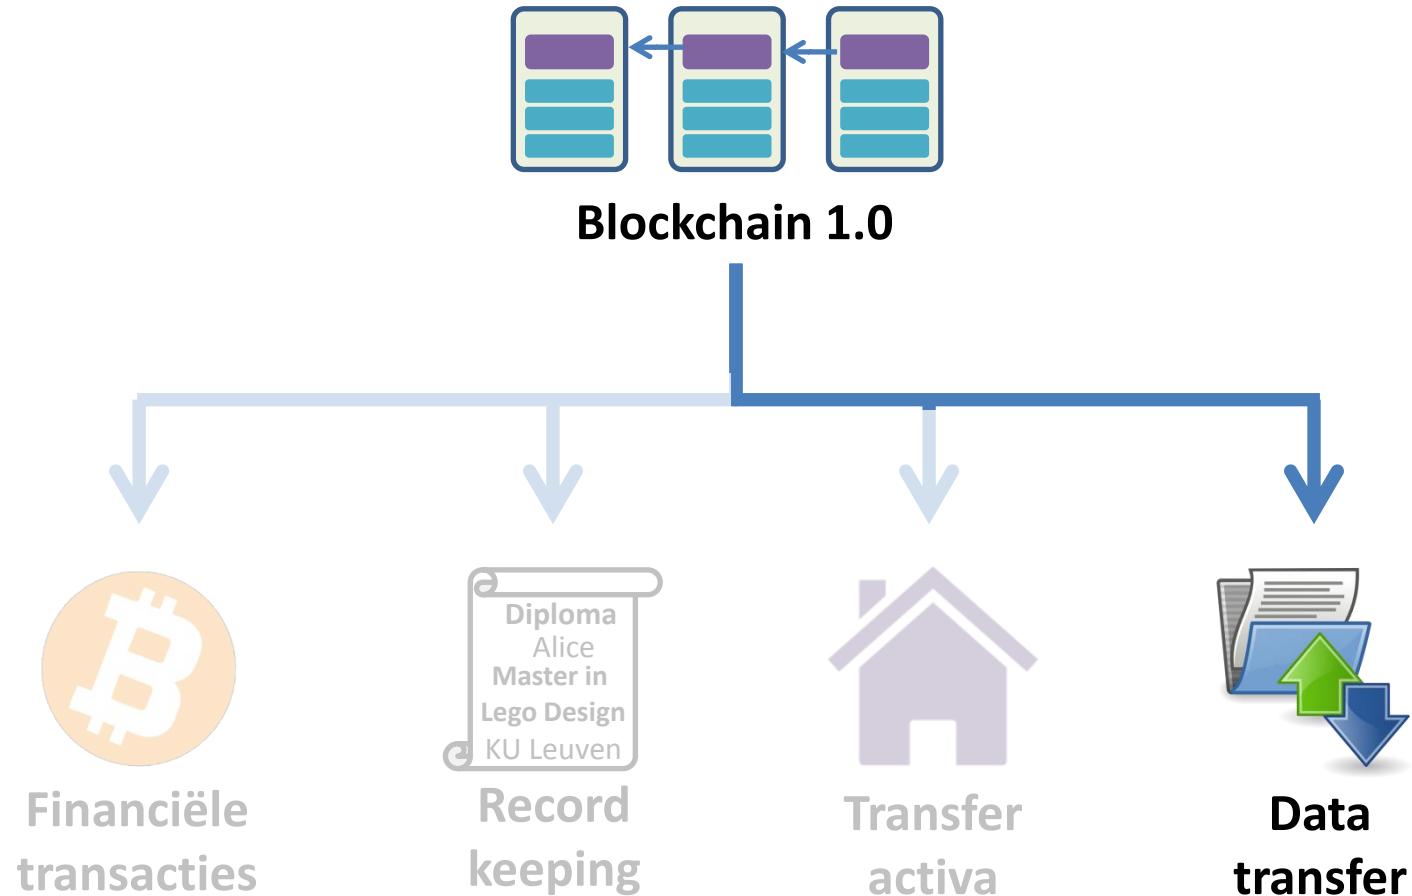 Blockchain 1.0
Diploma
Alice
Master in
Lego Design
KU Leuven
Financiële
transacties
Record
keeping
Transfer
activa
Data
transfer